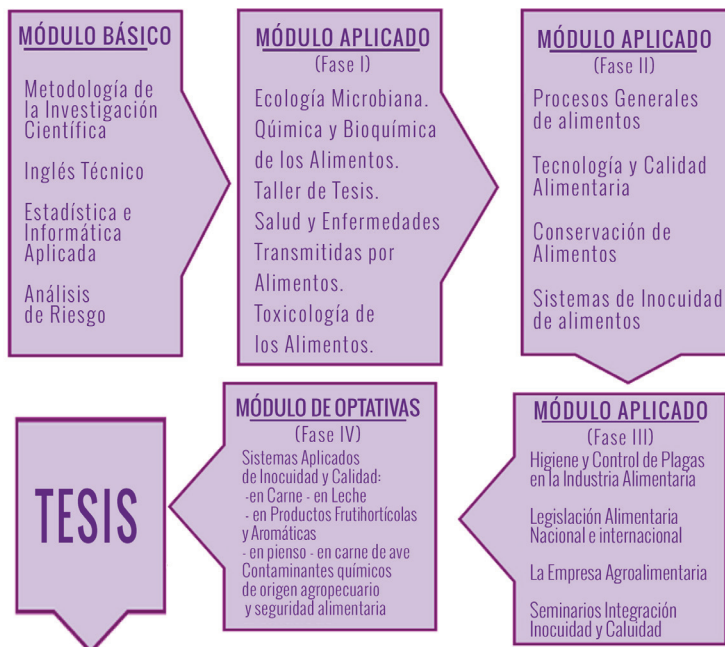 MÓDULO BÁSICO
Metodología de
la Investigación
Científica
Inglés Técnico
Estadística e
Informática
Aplicada
Análisis
de Riesgo
MÓDULO APLICADO
(Fase I)
Ecología Microbiana.
Qúimica y Bioquímica
de los Alimentos.
Taller de Tesis.
Salud y Enfermedades
Transmitidas por
Alimentos.
Toxicología de
los Alimentos.
MÓDULO APLICADO
(Fase II)
Procesos Generales
de alimentos
Tecnología y Calidad
Alimentaria
Conservación de
Alimentos
Sistemas de Inocuidad
de alimentos
MÓDULO APLICADO
(Fase III)
Higiene y Control de Plagas
en la Industria Alimentaria
Legislación Alimentaria
Nacional e internacional
La Empresa Agroalimentaria
Seminarios Integración
Inocuidad y Caluidad
MÓDULO DE OPTATIVAS
(Fase IV)
Sistemas Aplicados
de Inocuidad y Calidad:
-en Carne - en Leche
- en Productos Frutihortícolas
y Aromáticas
- en pienso - en carne de ave
Contaminantes químicos
de origen agropecuario
y seguridad alimentaria
TESIS